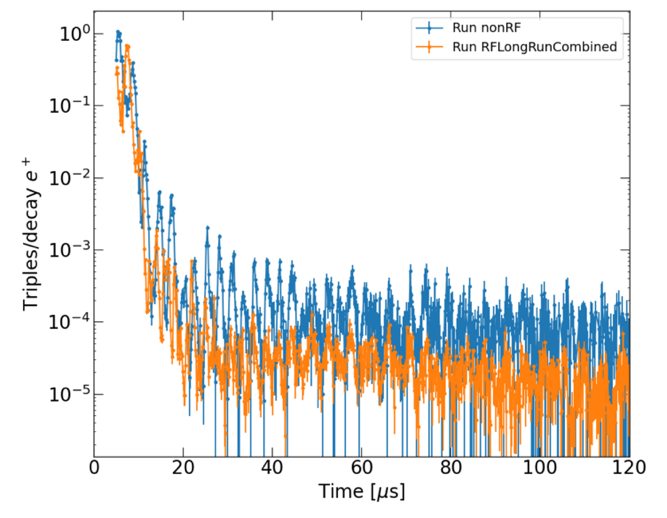 Run nonRF
Run RFLongRunCombined
10⁰
10⁻¹
10⁻²
10⁻³
10⁻⁴
10⁻⁵
Triples/decay e⁺
0 20 40 60 80 100 120
Time [μs]